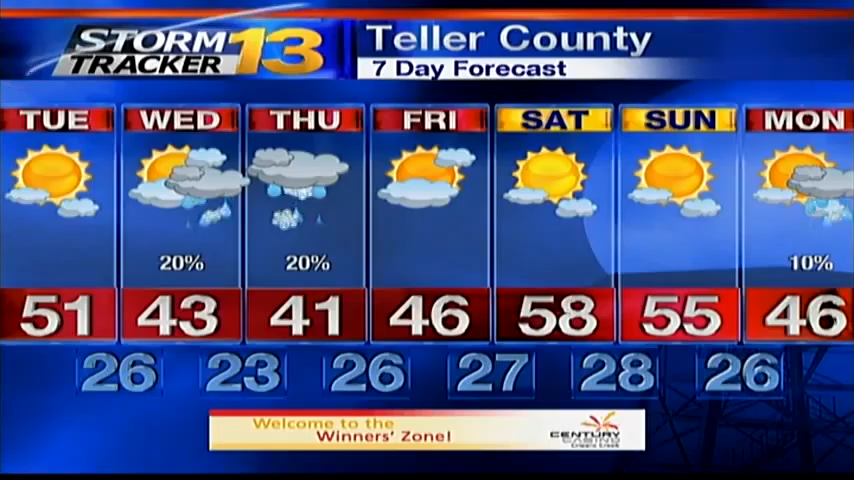 STORM
TRACKER 13
Teller County
7 Day Forecast
TUE WED THU FRI SAT SUN MON
20% 20% 10%
51 43 41 46 58 55 46
26 23 26 27 28 26
Welcome to the
Winners' Zone!
CENTURY
CASINO
Cripple Creek